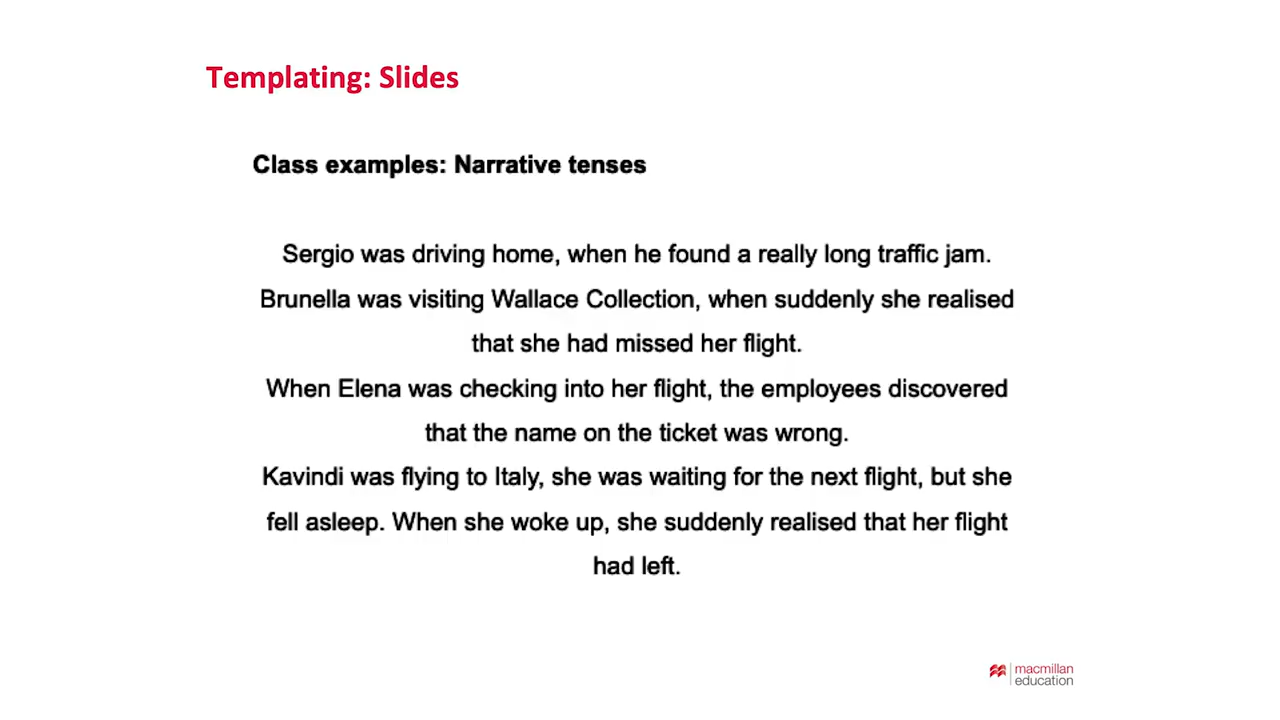 Templating: Slides
Class examples: Narrative tenses
Sergio was driving home, when he found a really long traffic jam.
Brunella was visiting Wallace Collection, when suddenly she realised
that she had missed her flight.
When Elena was checking into her flight, the employees discovered
that the name on the ticket was wrong.
Kavindi was flying to Italy, she was waiting for the next flight, but she
fell asleep. When she woke up, she suddenly realised that her flight
had left.
macmillan
education